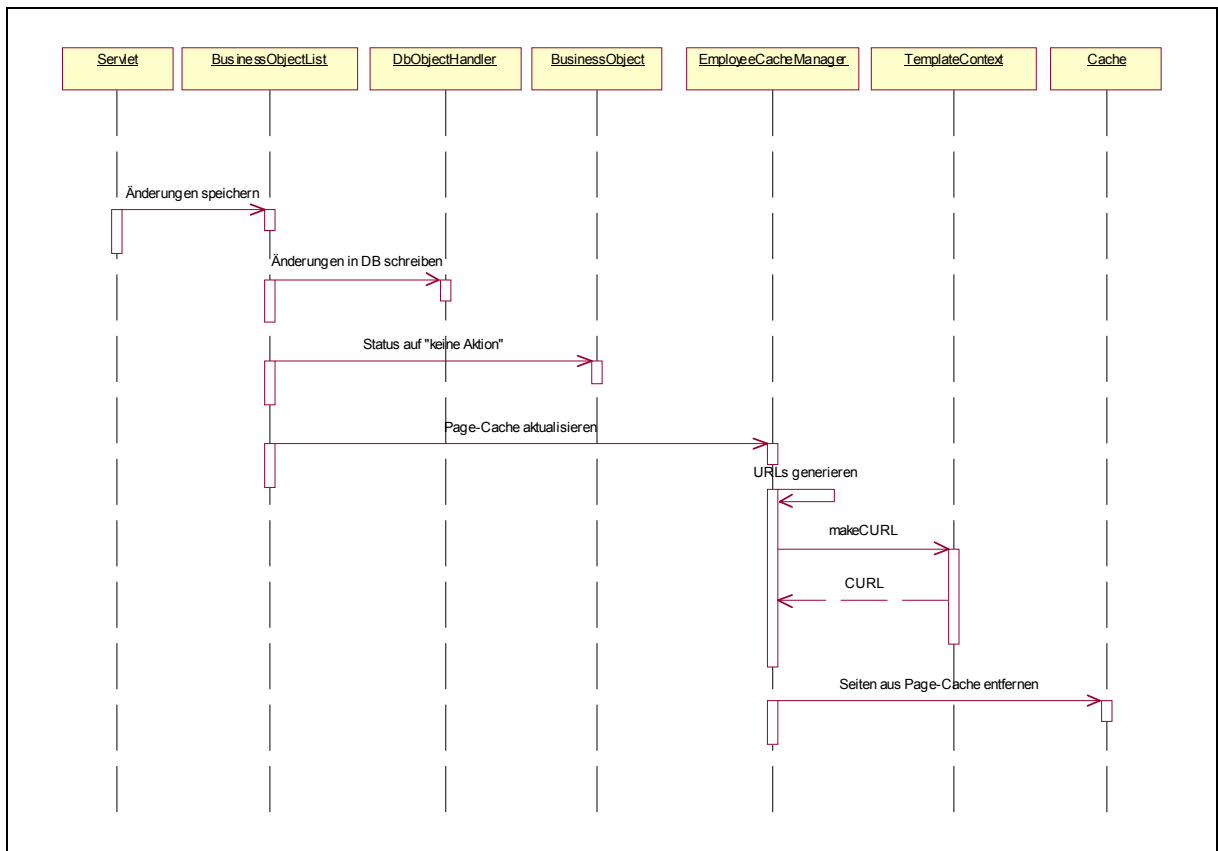 Servlet
BusinessObjectList
DbObjectHandler
BusinessObject
EmployeeCacheManager
TemplateContext
Cache
Änderungen speichern
Änderungen in DB schreiben
Status auf "keine Aktion"
Page-Cache aktualisieren
URLs generieren
makeCURL
CURL
Seiten aus Page-Cache entfernen